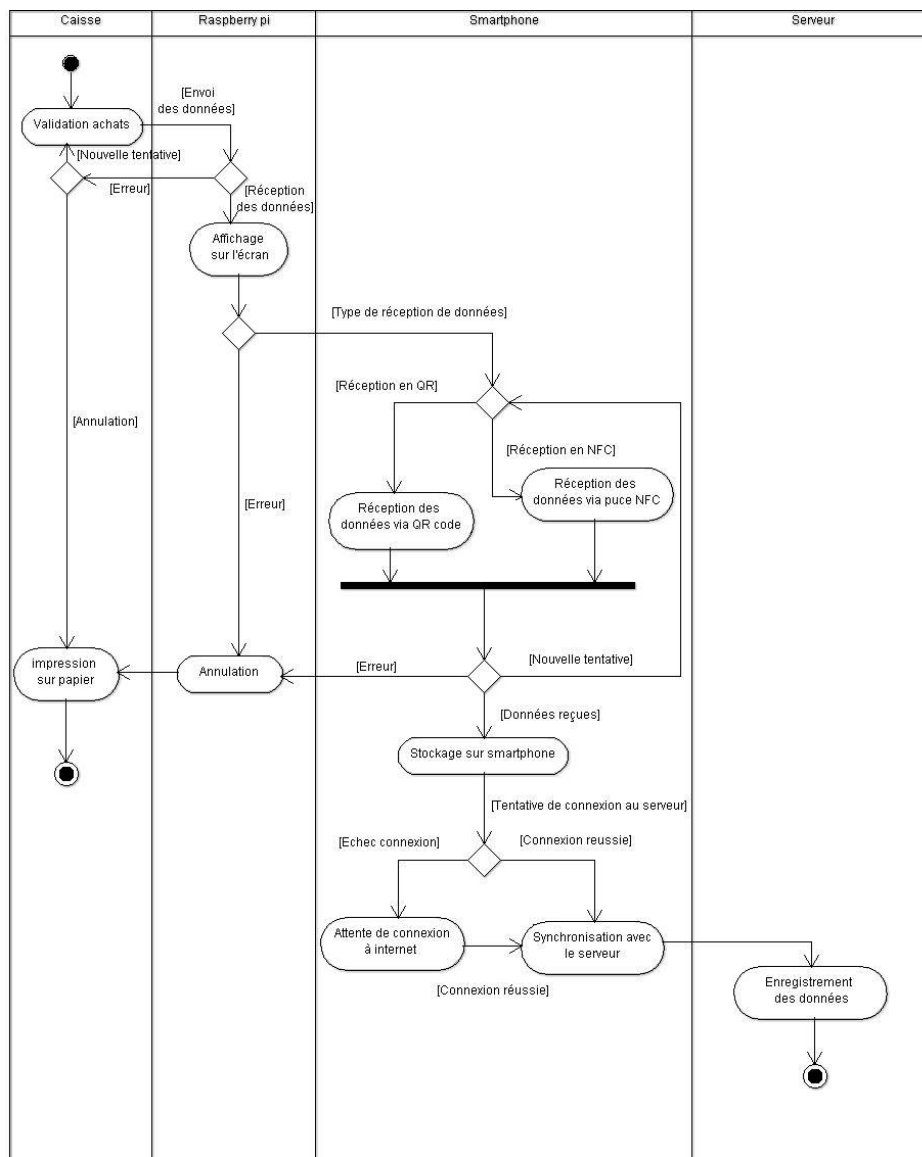 Caisse
Raspberry pi
Smartphone
Serveur
[Envoi
des données]
Validation achats
[Nouvelle tentative]
[Erreur]
[Réception
des données]
Affichage
sur l'écran
[Type de réception de données]
[Réception en QR]
[Annulation]
[Réception en NFC]
Réception des
données via puce NFC
[Erreur]
Réception des
données via QR code
impression
sur papier
Annulation
[Erreur]
[Nouvelle tentative]
[Données reçues]
Stockage sur smartphone
[Tentative de connexion au serveur]
[Echec connexion]
[Connexion reussie]
Attente de connexion
à internet
Synchronisation avec
le serveur
[Connexion réussie]
Enregistrement
des données